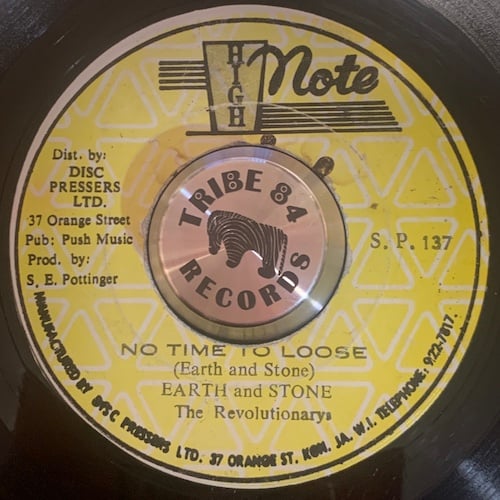 HIGH Note
Dist. by:
DISC
PRESSERS
LTD.
37 Orange Street
Pub: Push Music
Prod. by:
S. E. Pottinger
TRIBE 84
RECORDS
S. P. 137
NO TIME TO LOOSE
(Earth and Stone)
EARTH and STONE
The Revolutionarys
MANUFACTURED BY DISC PRESSERS LTD. 37 ORANGE ST. KGN. JA. W.I. TELEPHONE: 922-7017